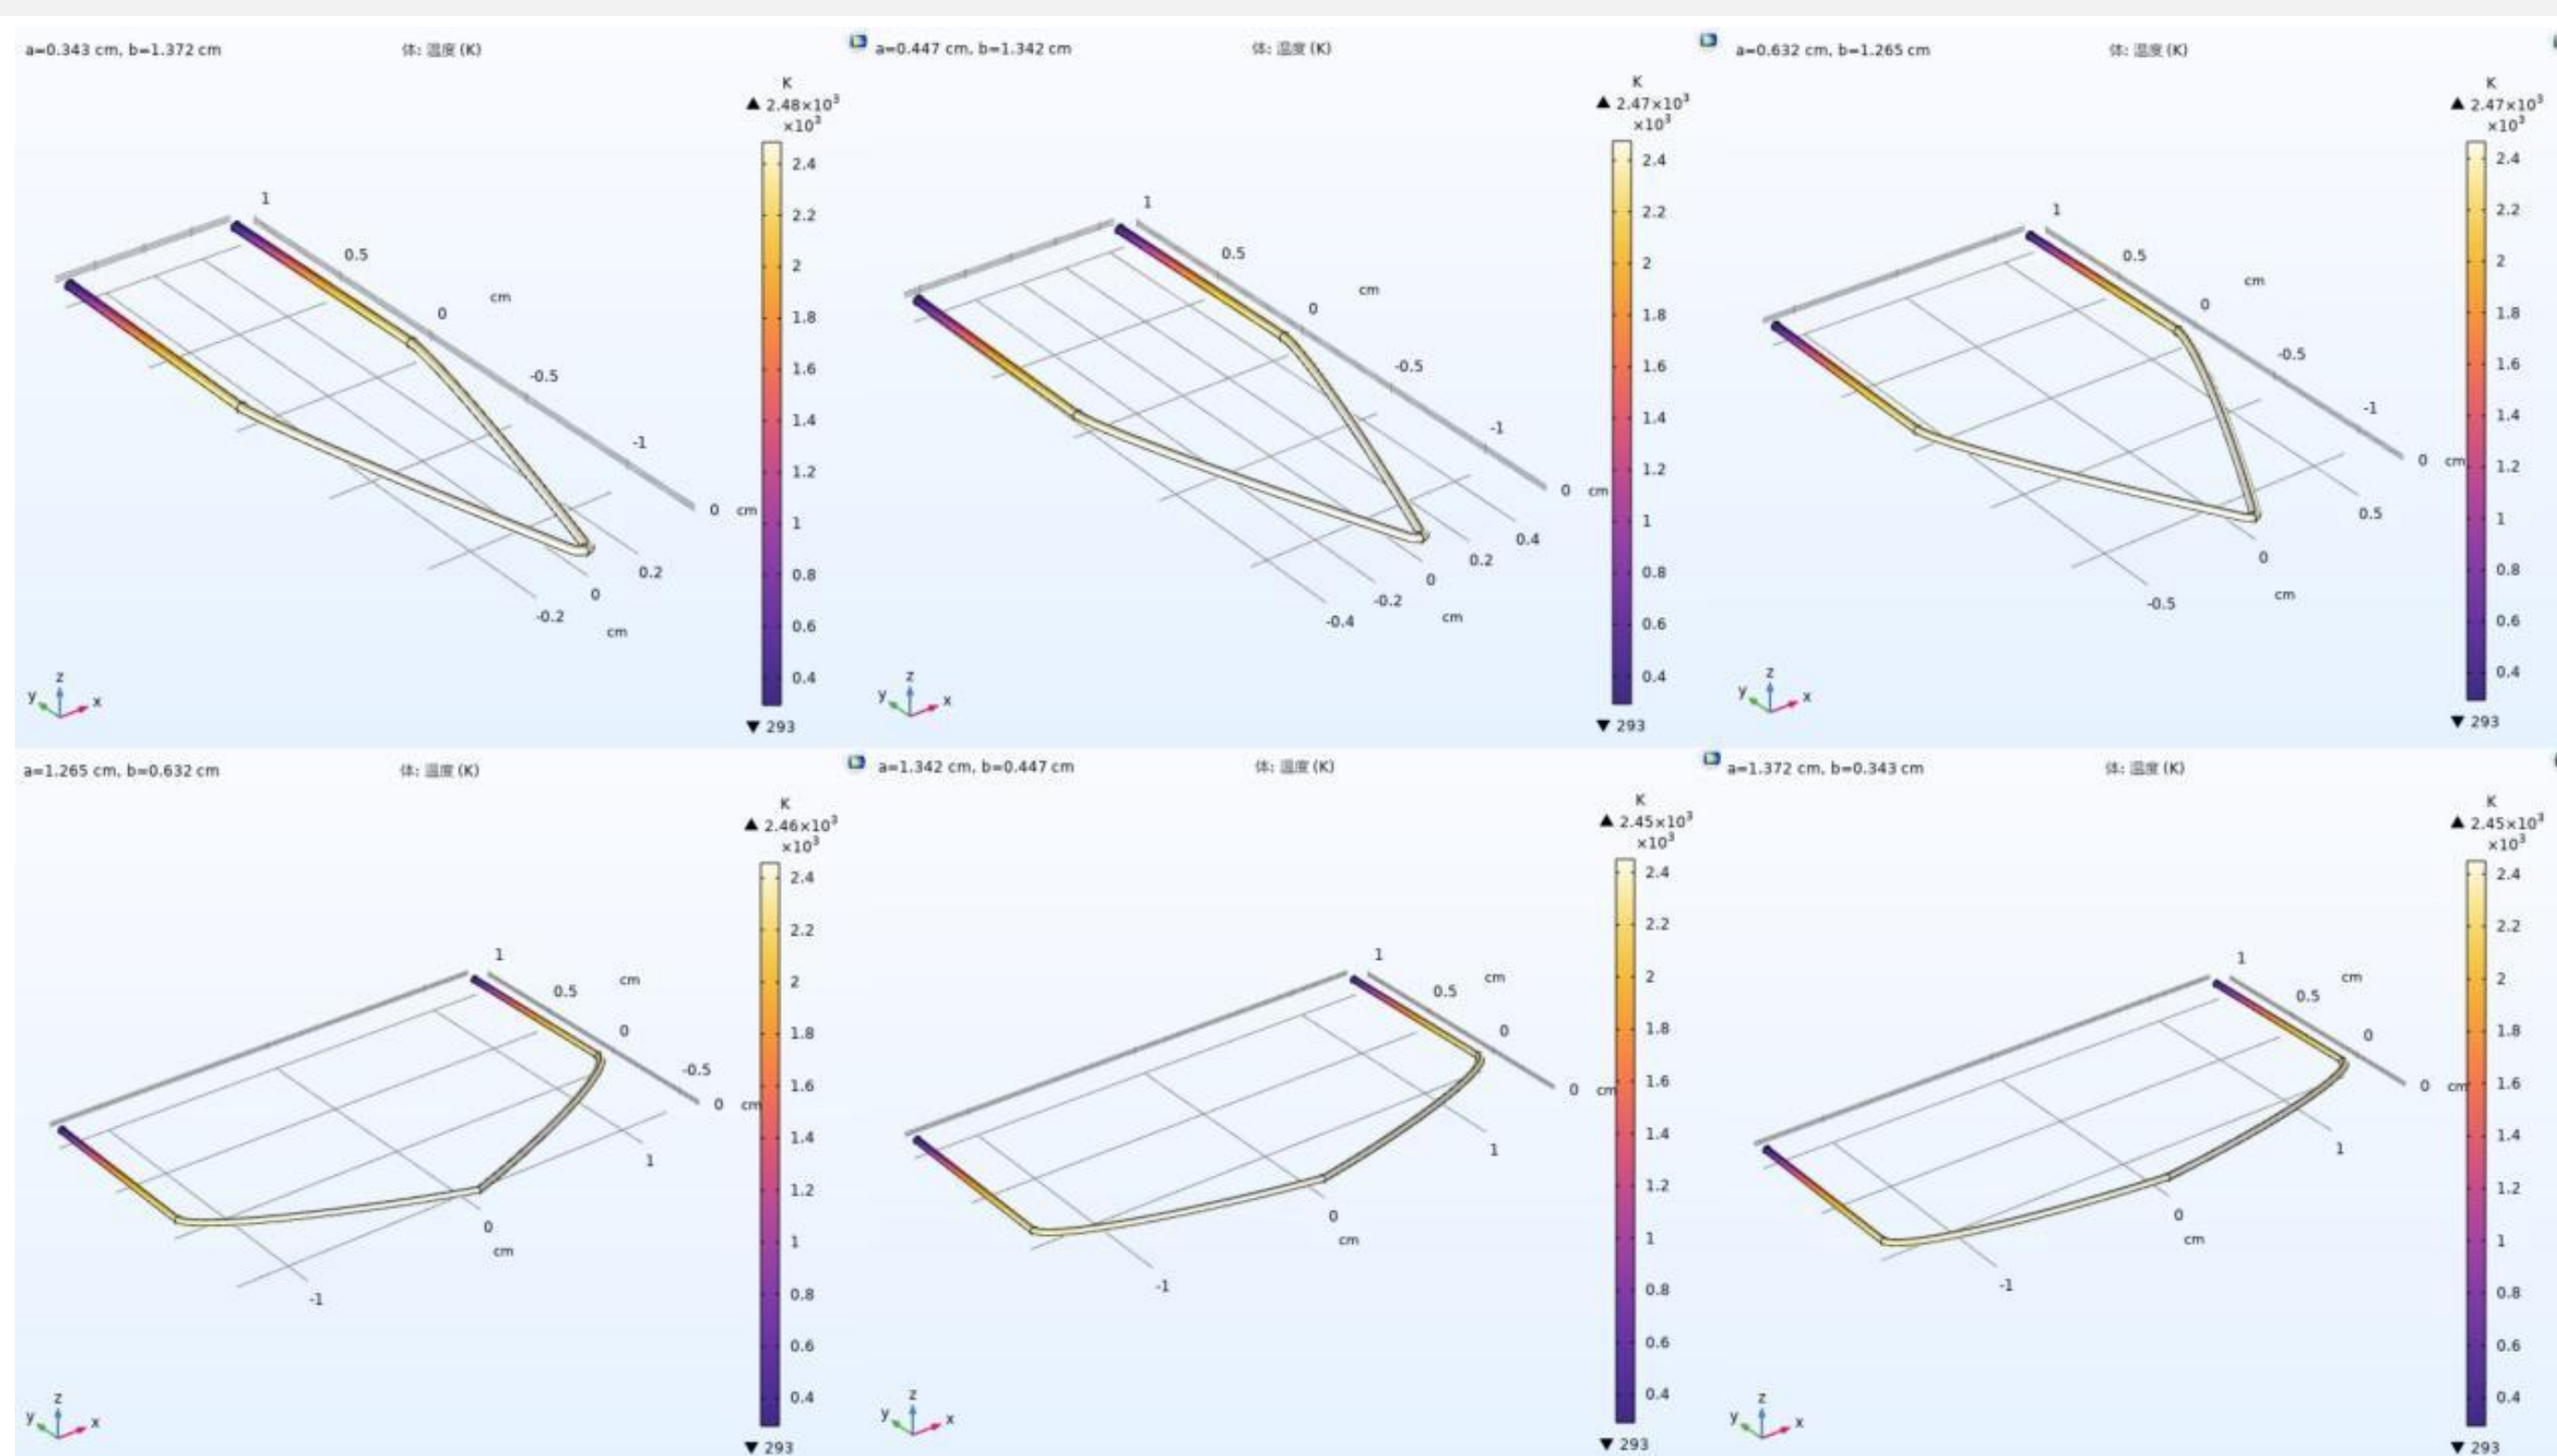 a=0.343 cm, b=1.372 cm
体: 温度 (K)
K
▲ 2.48×10³
×10³
2.4
2.2
2
1.8
1.6
1.4
1.2
1
0.8
0.6
0.4
▼ 293
1
0.5
0
cm
-0.5
-1
0 cm
0.2
0
-0.2
cm
z
y
x
a=0.447 cm, b=1.342 cm
体: 温度 (K)
K
▲ 2.47×10³
×10³
2.4
2.2
2
1.8
1.6
1.4
1.2
1
0.8
0.6
0.4
▼ 293
1
0.5
0
cm
-0.5
-1
0 cm
0.4
0.2
0
-0.2
-0.4
cm
z
y
x
a=0.632 cm, b=1.265 cm
体: 温度 (K)
K
▲ 2.47×10³
×10³
2.4
2.2
2
1.8
1.6
1.4
1.2
1
0.8
0.6
0.4
▼ 293
1
0.5
0
cm
-0.5
-1
0 cm
0.5
0
-0.5
cm
z
y
x
a=1.265 cm, b=0.632 cm
体: 温度 (K)
K
▲ 2.46×10³
×10³
2.4
2.2
2
1.8
1.6
1.4
1.2
1
0.8
0.6
0.4
▼ 293
1
0.5
0
cm
-0.5
0 cm
1
0
-1
cm
z
y
x
a=1.342 cm, b=0.447 cm
体: 温度 (K)
K
▲ 2.45×10³
×10³
2.4
2.2
2
1.8
1.6
1.4
1.2
1
0.8
0.6
0.4
▼ 293
1
0.5
0
cm
0 cm
1
0
-1
cm
z
y
x
a=1.372 cm, b=0.343 cm
体: 温度 (K)
K
▲ 2.45×10³
×10³
2.4
2.2
2
1.8
1.6
1.4
1.2
1
0.8
0.6
0.4
▼ 293
1
0.5
0
cm
0 cm
1
0
-1
cm
z
y
x